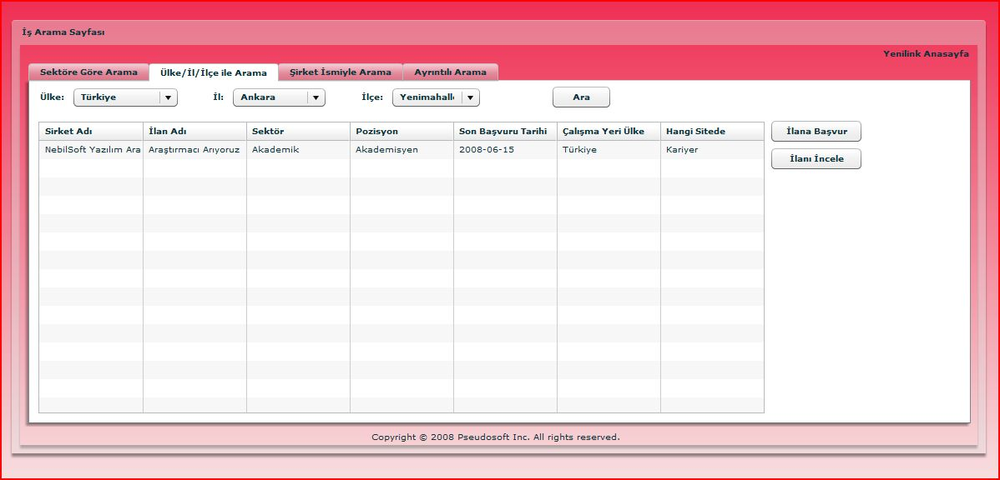 İş Arama Sayfası
Yenilink Anasayfa
Sektöre Göre Arama Ülke/İl/İlçe ile Arama Şirket İsmiyle Arama Ayrıntılı Arama
Ülke: Türkiye İl: Ankara İlçe: Yenimahall Ara
Sirket Adı İlan Adı Sektör Pozisyon Son Başvuru Tarihi Çalışma Yeri Ülke Hangi Sitede İlana Başvur
NebilSoft Yazılım Ara Araştırmacı Arıyoruz Akademik Akademisyen 2008-06-15 Türkiye Kariyer
İlanı İncele
Copyright © 2008 Pseudosoft Inc. All rights reserved.